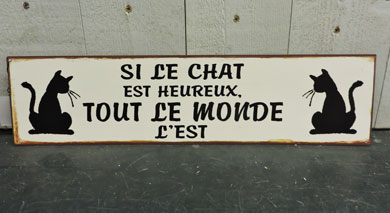 SI LE CHAT
EST HEUREUX,
TOUT LE MONDE
L'EST